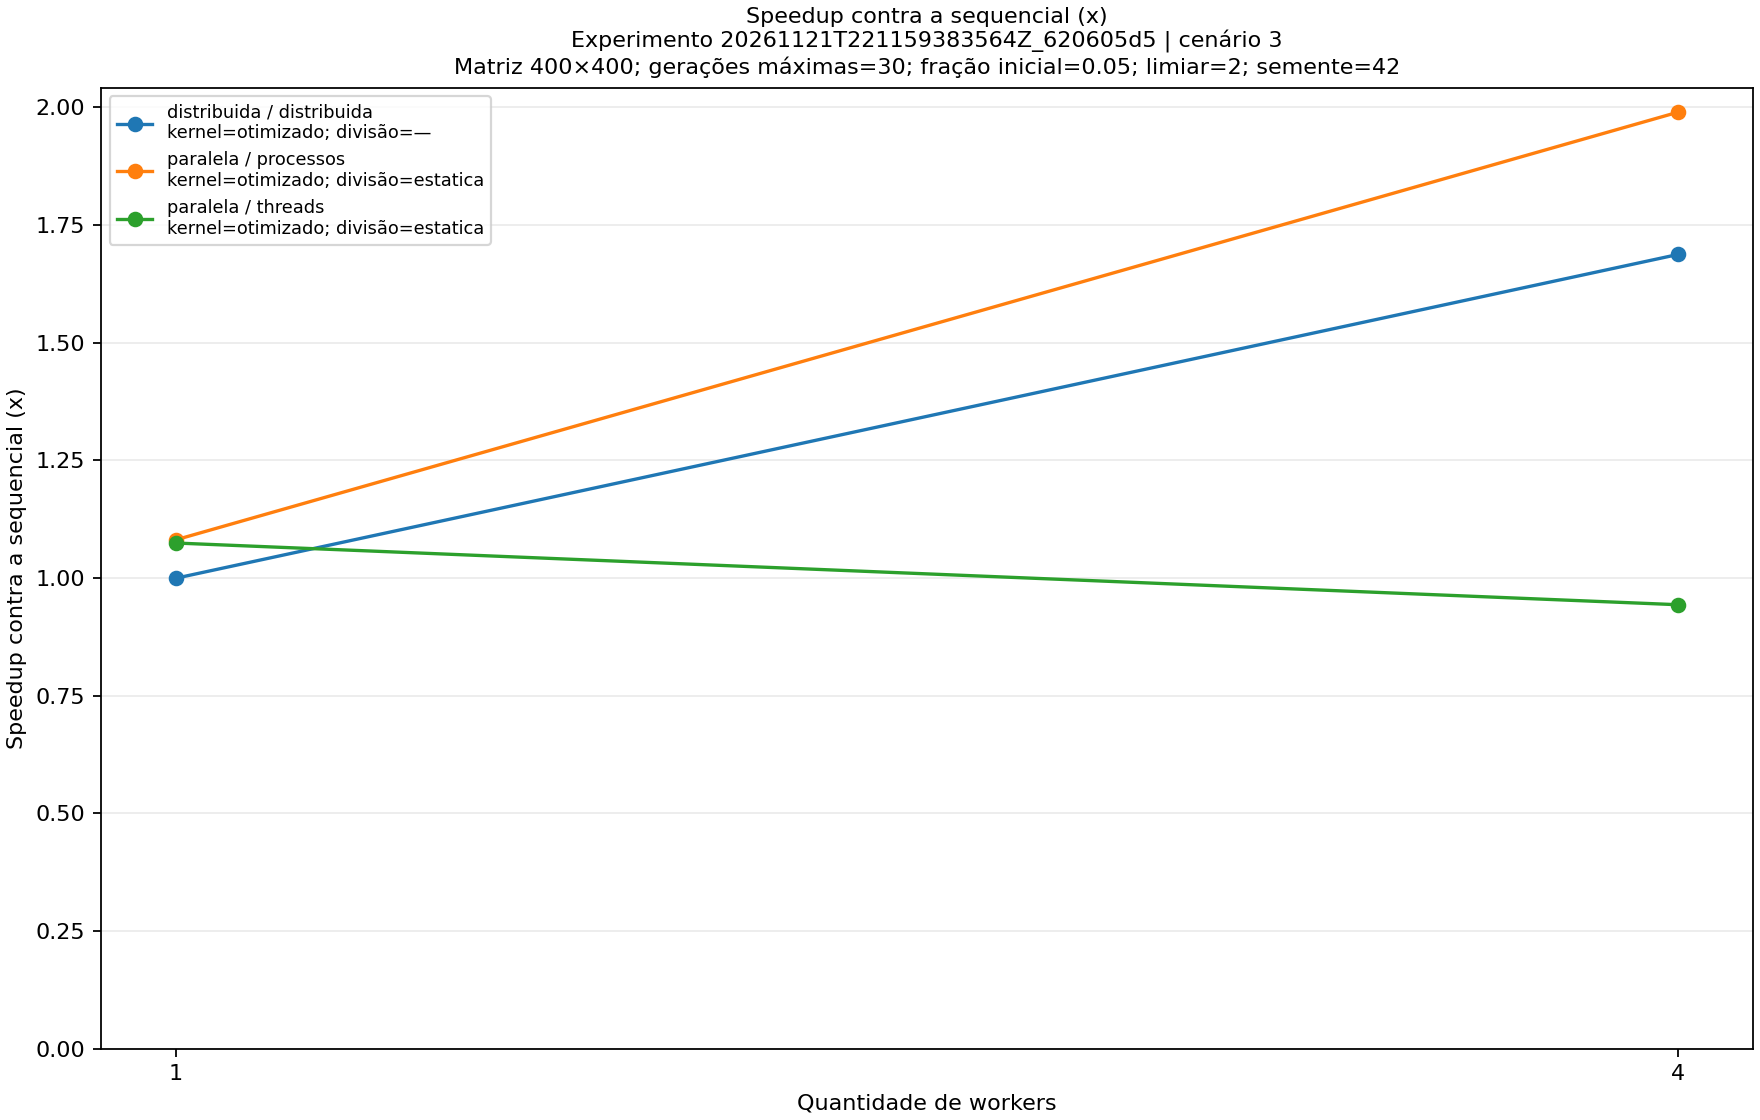 Speedup contra a sequencial (x)
Experimento 20261121T221159383564Z_620605d5 | cenário 3
Matriz 400×400; gerações máximas=30; fração inicial=0.05; limiar=2; semente=42
distribuida / distribuida
kernel=otimizado; divisão=—
paralela / processos
kernel=otimizado; divisão=estatica
paralela / threads
kernel=otimizado; divisão=estatica
Speedup contra a sequencial (x)
2.00
1.75
1.50
1.25
1.00
0.75
0.50
0.25
0.00
1
4
Quantidade de workers